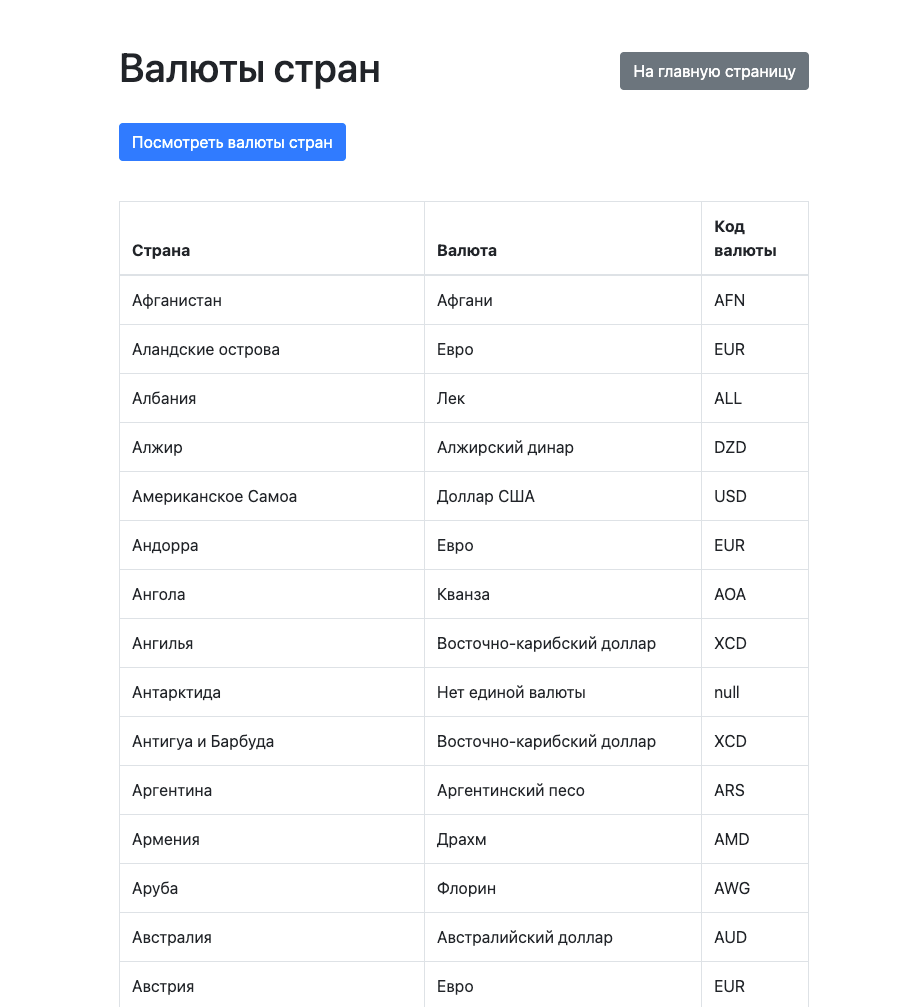 Валюты стран
На главную страницу
Посмотреть валюты стран
Страна Валюта Код валюты
Афганистан Афгани AFN
Аландские острова Евро EUR
Албания Лек ALL
Алжир Алжирский динар DZD
Американское Самоа Доллар США USD
Андорра Евро EUR
Ангола Кванза AOA
Ангилья Восточно-карибский доллар XCD
Антарктида Нет единой валюты null
Антигуа и Барбуда Восточно-карибский доллар XCD
Аргентина Аргентинский песо ARS
Армения Драхм AMD
Аруба Флорин AWG
Австралия Австралийский доллар AUD
Австрия Евро EUR